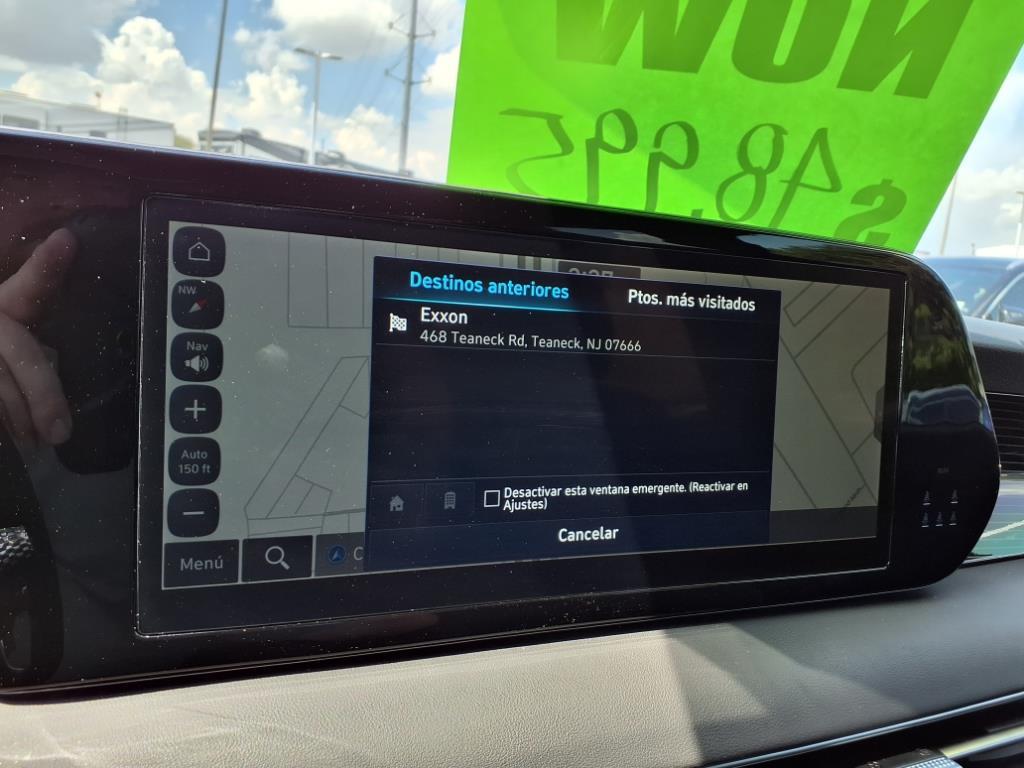 NOW
$48,995
NW
Nav
Auto
150 ft
Menú
Destinos anteriores
Ptos. más visitados
Exxon
468 Teaneck Rd, Teaneck, NJ 07666
Desactivar esta ventana emergente. (Reactivar en
Ajustes)
Cancelar
C